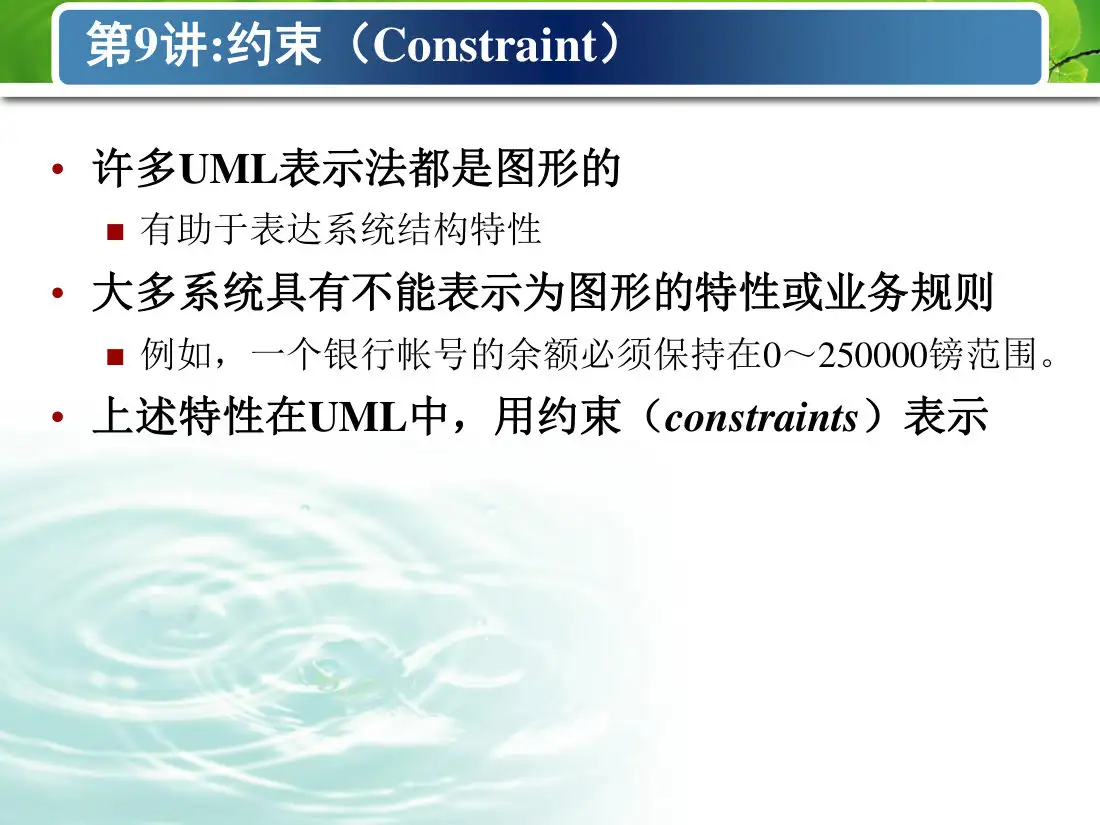 第9讲:约束（Constraint）
• 许多UML表示法都是图形的
■ 有助于表达系统结构特性
• 大多系统具有不能表示为图形的特性或业务规则
■ 例如，一个银行帐号的余额必须保持在0～250000镑范围。
• 上述特性在UML中，用约束（constraints）表示